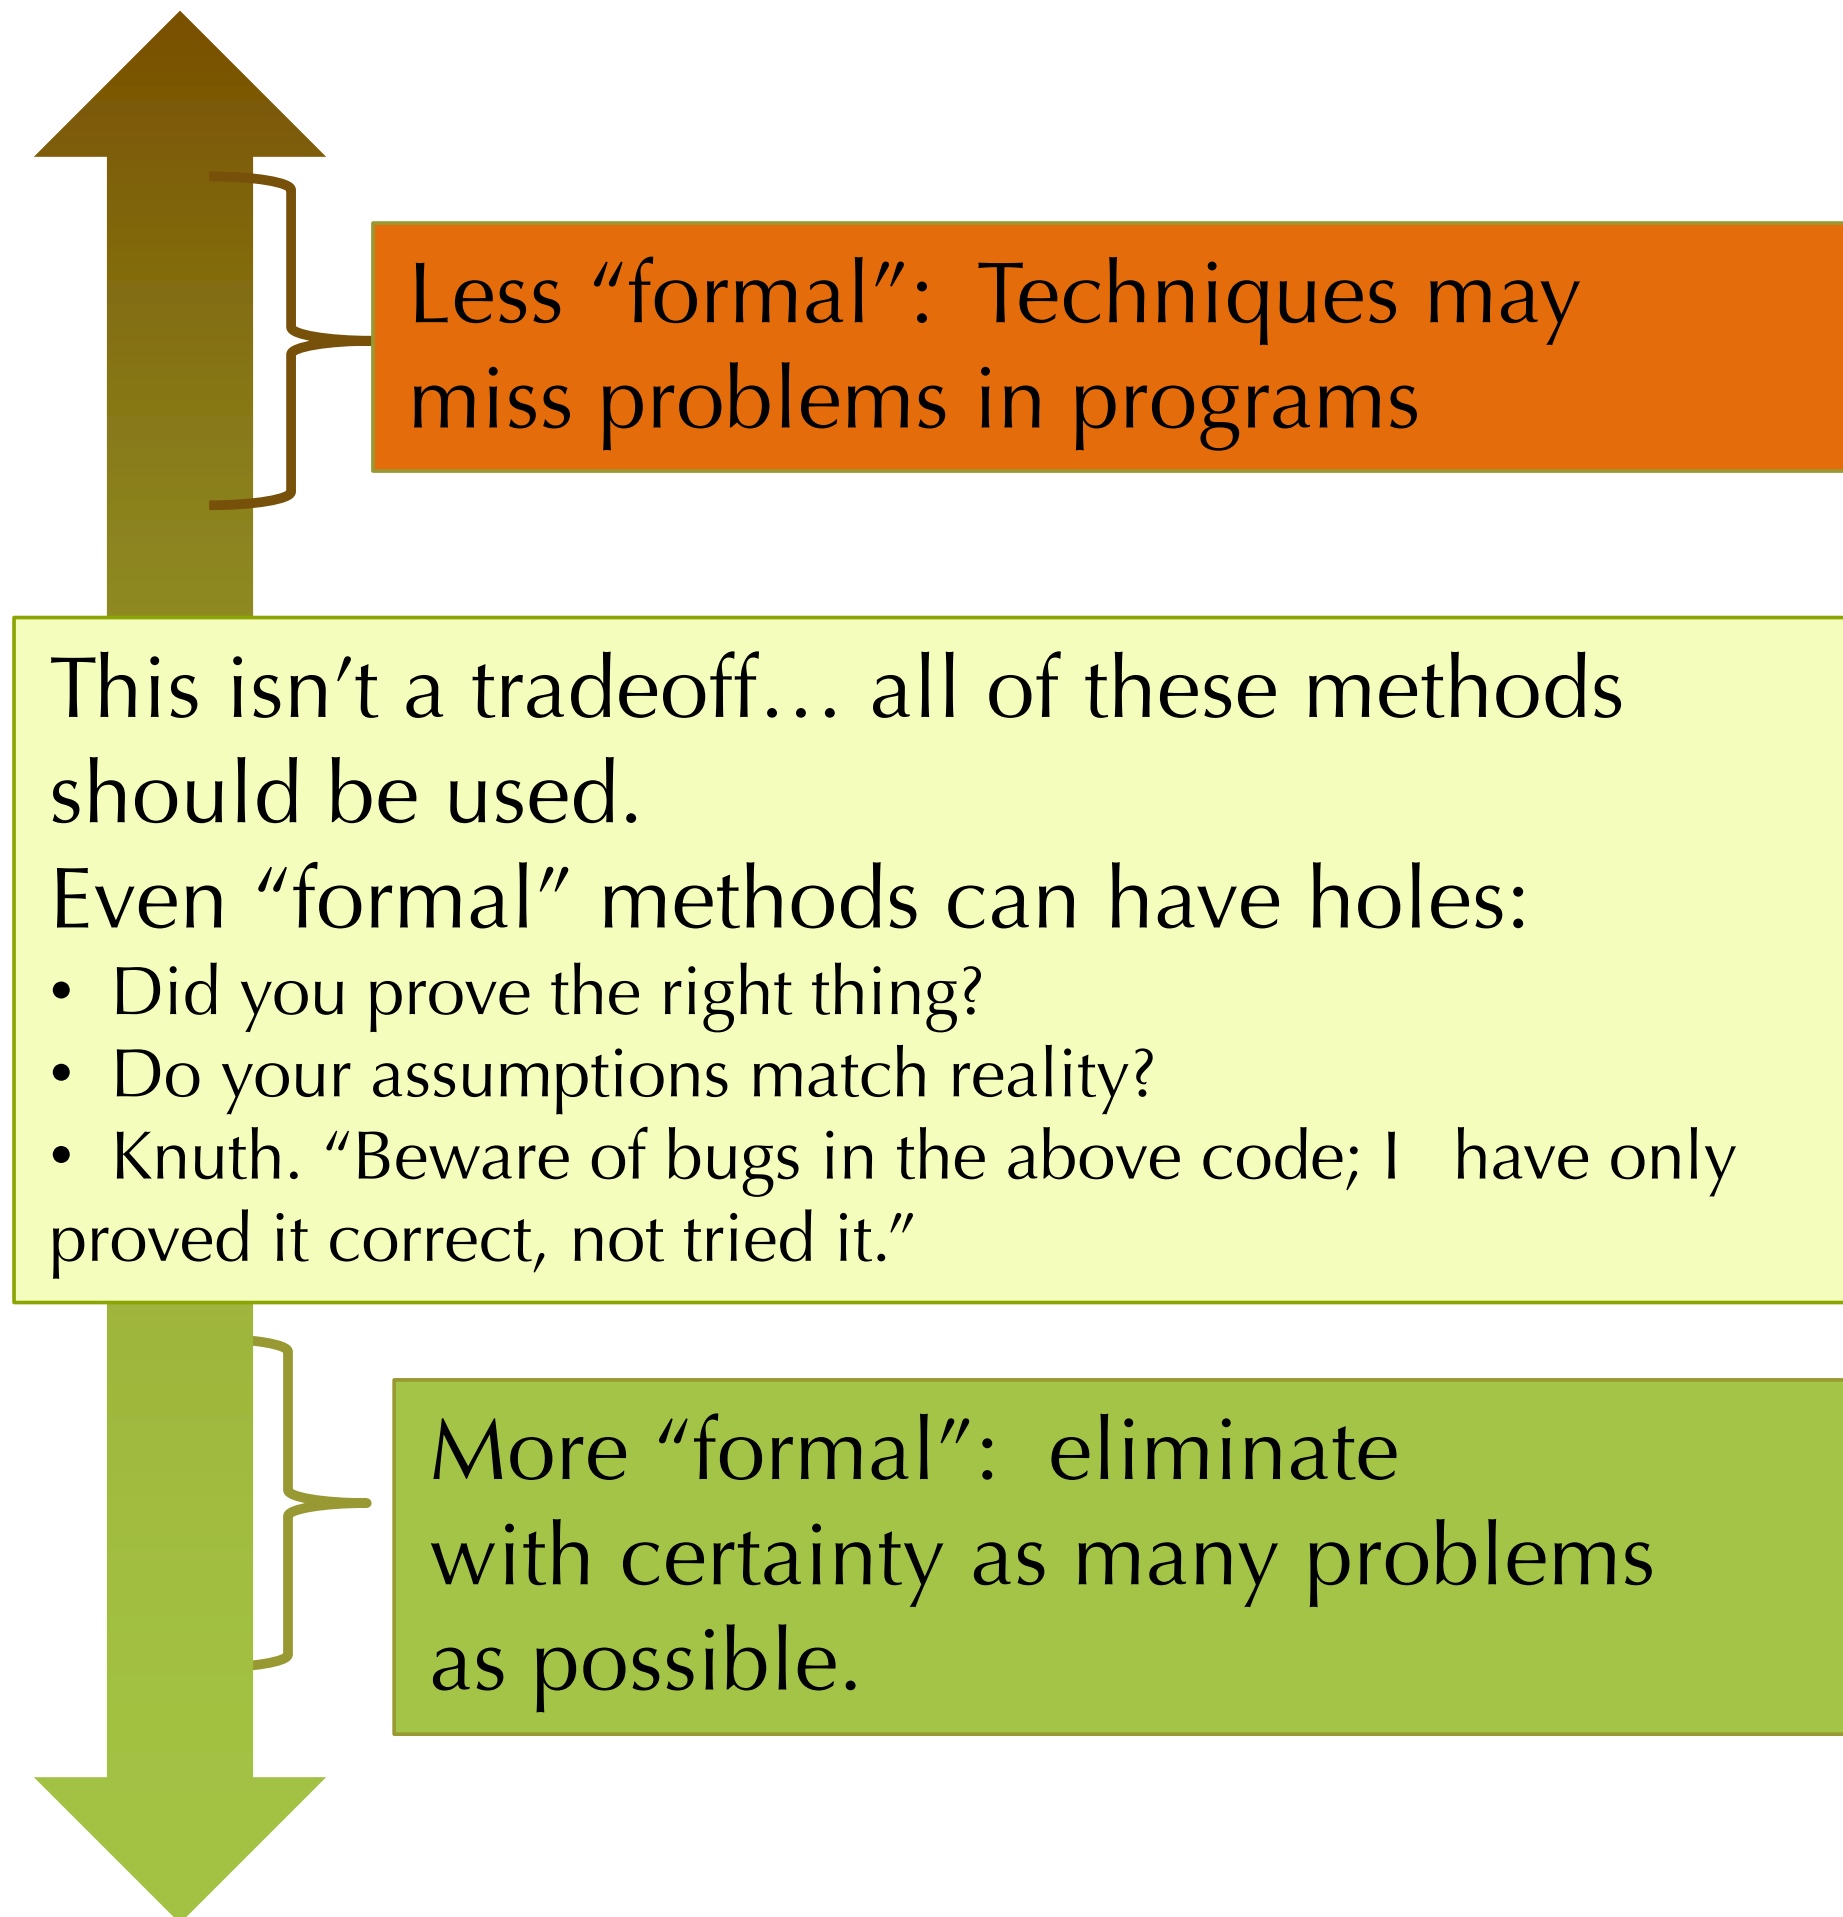 Less “formal”: Techniques may
miss problems in programs
This isn’t a tradeoff… all of these methods
should be used.
Even “formal” methods can have holes:
• Did you prove the right thing?
• Do your assumptions match reality?
• Knuth. “Beware of bugs in the above code; I have only
proved it correct, not tried it.”
More “formal”: eliminate
with certainty as many problems
as possible.